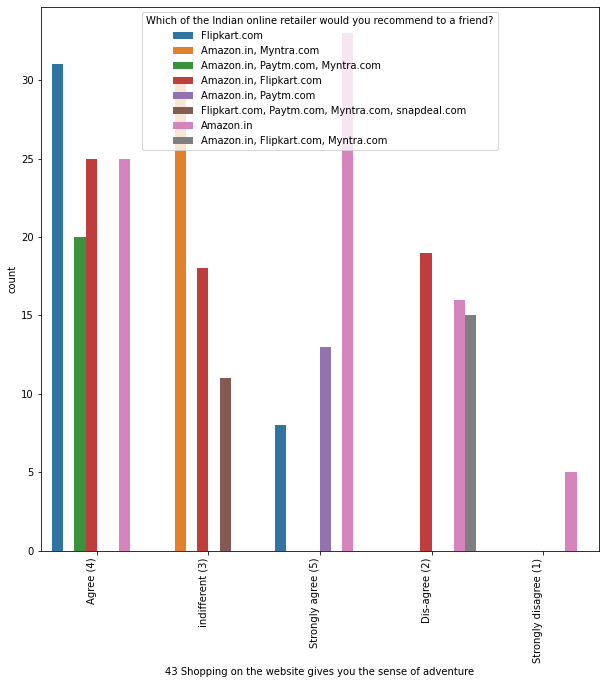 Which of the Indian online retailer would you recommend to a friend?
Flipkart.com
Amazon.in, Myntra.com
Amazon.in, Paytm.com, Myntra.com
Amazon.in, Flipkart.com
Amazon.in, Paytm.com
Flipkart.com, Paytm.com, Myntra.com, snapdeal.com
Amazon.in
Amazon.in, Flipkart.com, Myntra.com
30
25
20
15
10
5
0
count
Agree (4)
indifferent (3)
Strongly agree (5)
Dis-agree (2)
Strongly disagree (1)
43 Shopping on the website gives you the sense of adventure